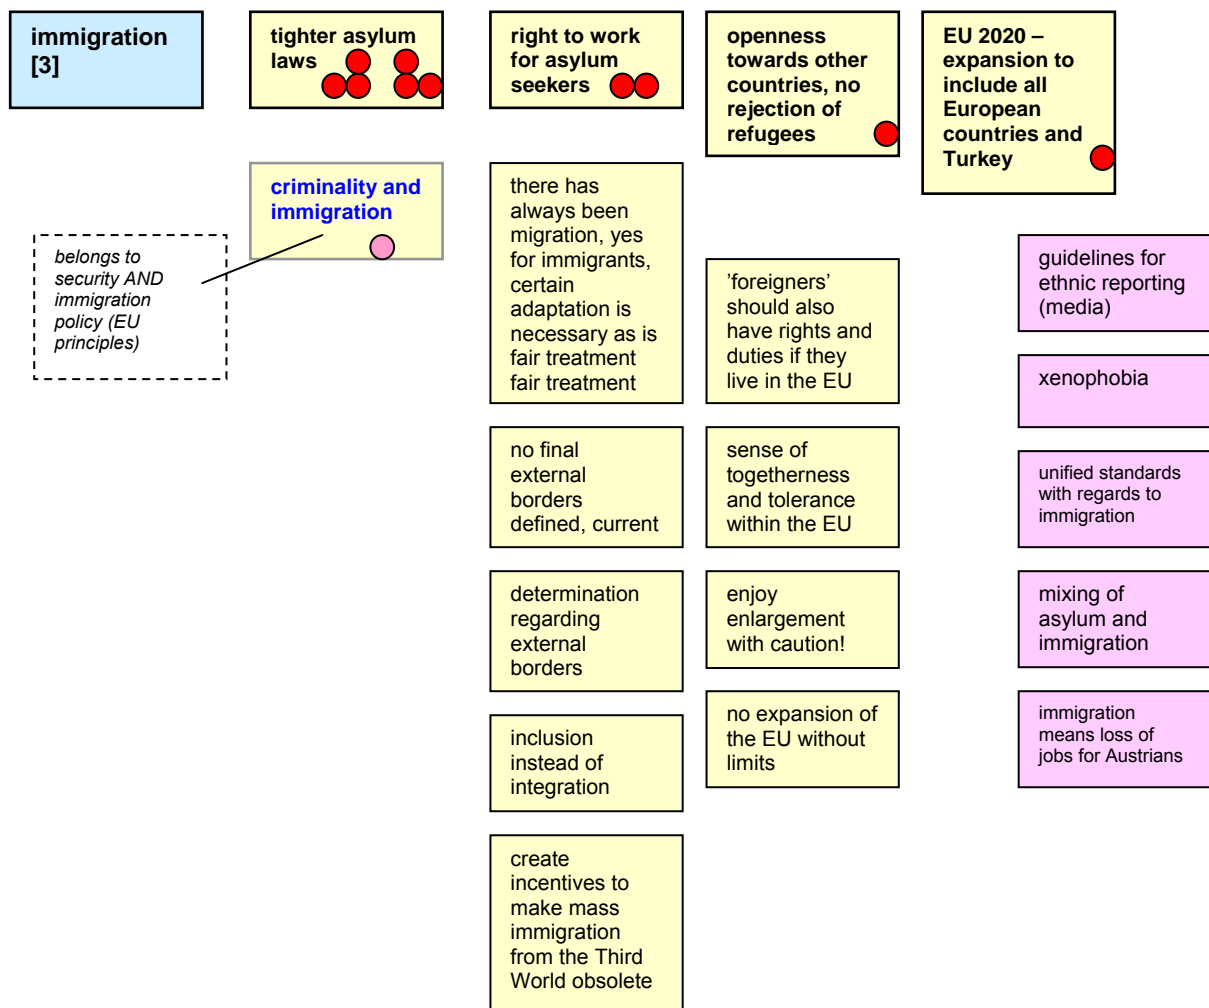 immigration
[3]
tighter asylum
laws
right to work
for asylum
seekers
openness
towards other
countries, no
rejection of
refugees
EU 2020 –
expansion to
include all
European
countries and
Turkey
criminality and
immigration
belongs to
security AND
immigration
policy (EU
principles)
there has
always been
migration, yes
for immigrants,
certain
adaptation is
necessary as is
fair treatment
fair treatment
no final
external
borders
defined, current
determination
regarding
external
borders
inclusion
instead of
integration
create
incentives to
make mass
immigration
from the Third
World obsolete
’foreigners’
should also
have rights and
duties if they
live in the EU
sense of
togetherness
and tolerance
within the EU
enjoy
enlargement
with caution!
no expansion of
the EU without
limits
guidelines for
ethnic reporting
(media)
xenophobia
unified standards
with regards to
immigration
mixing of
asylum and
immigration
immigration
means loss of
jobs for Austrians